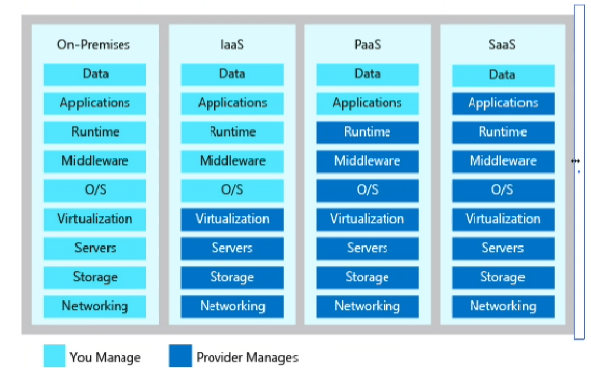 On-Premises
Data
Applications
Runtime
Middleware
O/S
Virtualization
Servers
Storage
Networking
IaaS
Data
Applications
Runtime
Middleware
O/S
Virtualization
Servers
Storage
Networking
PaaS
Data
Applications
Runtime
Middleware
O/S
Virtualization
Servers
Storage
Networking
SaaS
Data
Applications
Runtime
Middleware
O/S
Virtualization
Servers
Storage
Networking
You Manage
Provider Manages